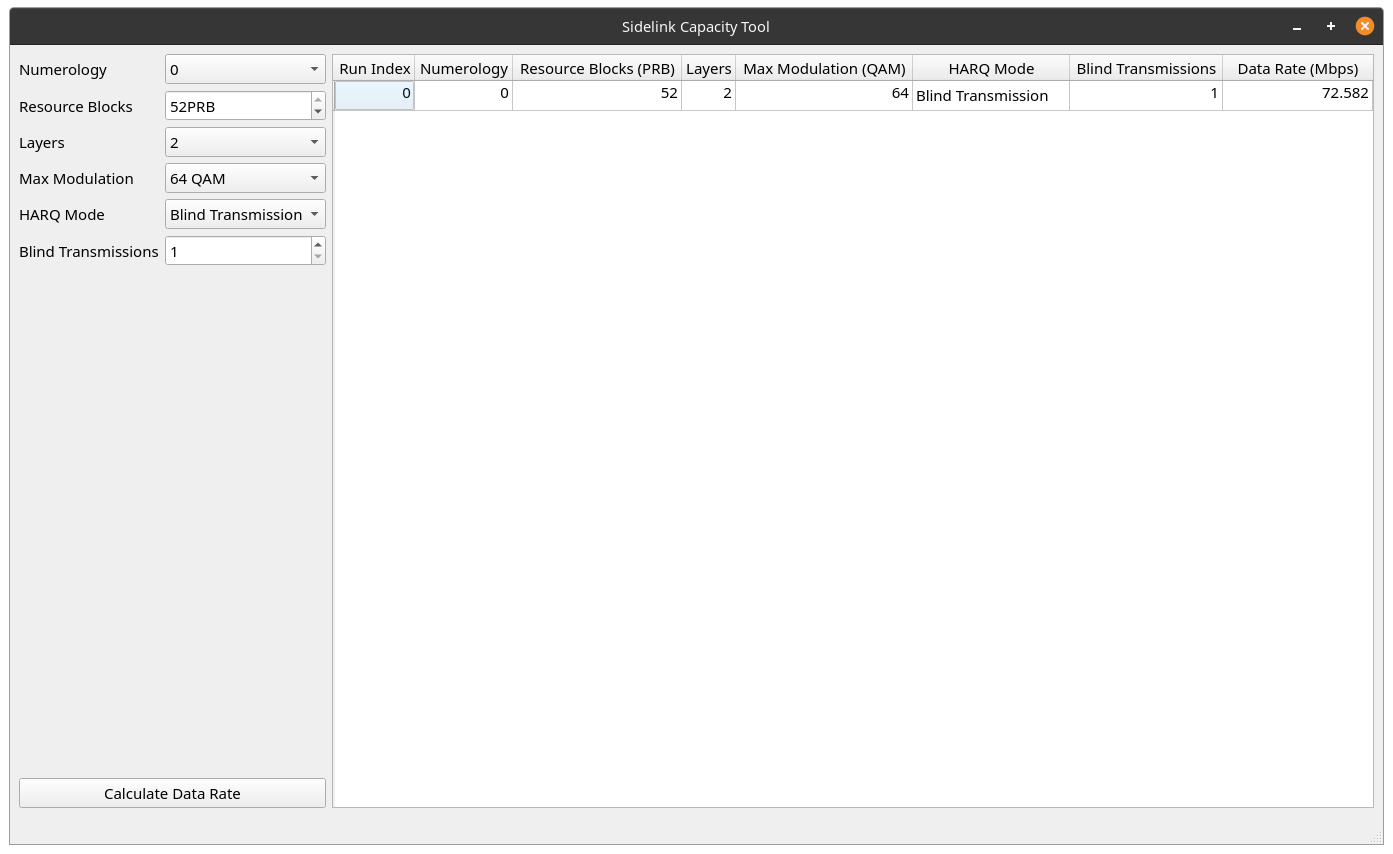 Sidelink Capacity Tool
Numerology 0
Resource Blocks 52PRB
Layers 2
Max Modulation 64 QAM
HARQ Mode Blind Transmission
Blind Transmissions 1
Calculate Data Rate
Run Index Numerology Resource Blocks (PRB) Layers Max Modulation (QAM) HARQ Mode Blind Transmissions Data Rate (Mbps)
0 0 52 2 64 Blind Transmission 1 72.582